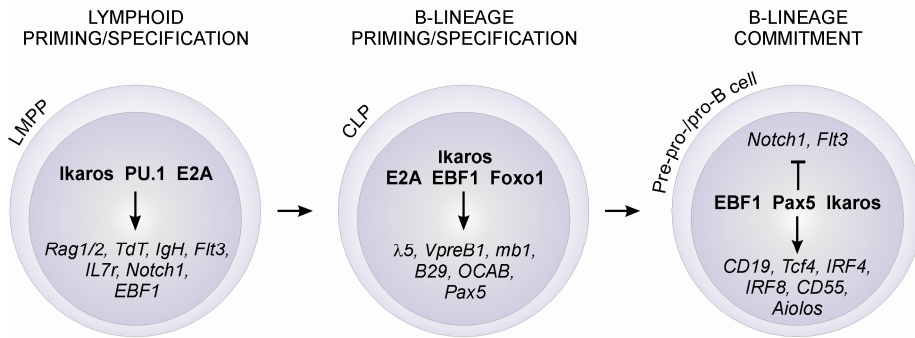 LYMPHOID
PRIMING/SPECIFICATION
LMPP
Ikaros PU.1 E2A
Rag1/2, TdT, IgH, Flt3,
IL7r, Notch1,
EBF1
B-LINEAGE
PRIMING/SPECIFICATION
CLP
Ikaros
E2A EBF1 Foxo1
λ5, VpreB1, mb1,
B29, OCAB,
Pax5
B-LINEAGE
COMMITMENT
Pre-pro-/pro-B cell
Notch1, Flt3
EBF1 Pax5 Ikaros
CD19, Tcf4, IRF4,
IRF8, CD55,
Aiolos